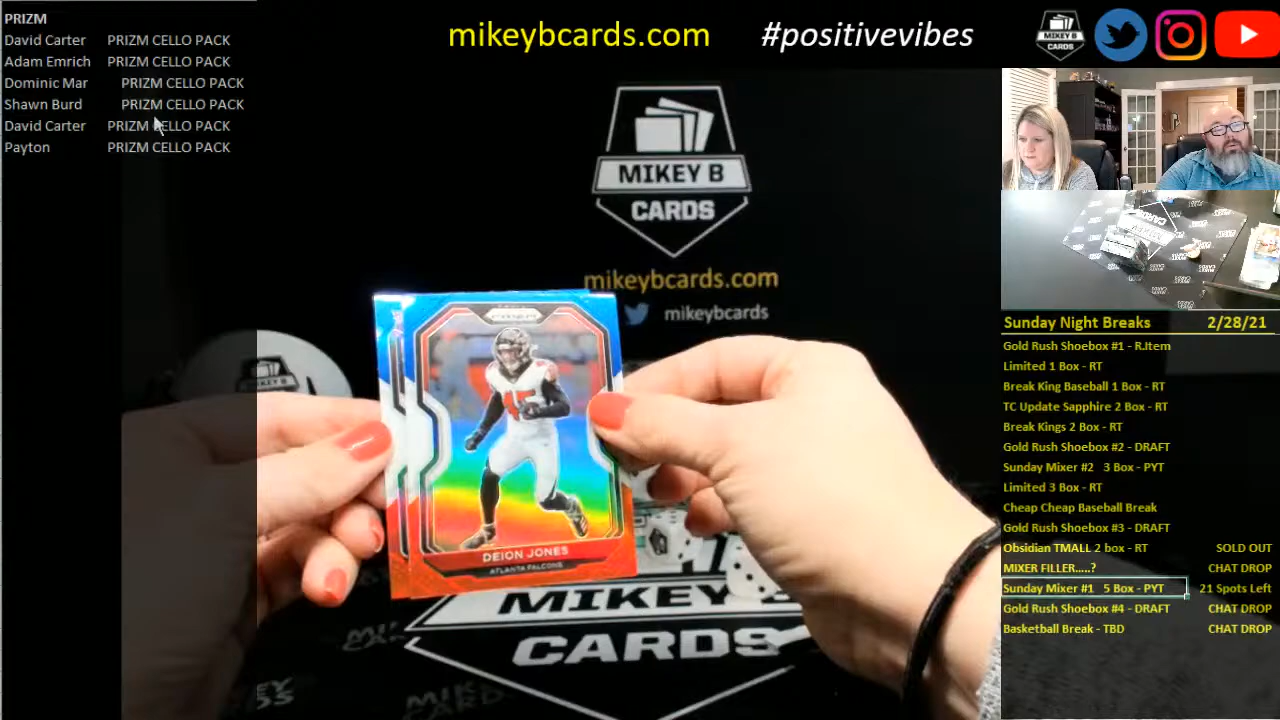 PRIZM
David Carter PRIZM CELLO PACK
Adam Emrich PRIZM CELLO PACK
Dominic Mar PRIZM CELLO PACK
Shawn Burd PRIZM CELLO PACK
David Carter PRIZM CELLO PACK
Payton PRIZM CELLO PACK
mikeybcards.com #positivevibes
MIKEY B
CARDS
MIKEY B
CARDS
mikeybcards.com
mikeybcards
MIKEY B
PRIZM
DEION JONES
ATLANTA FALCONS
MIKEY B
CARDS
Sunday Night Breaks 2/28/21
Gold Rush Shoebox #1 - R.Item
Limited 1 Box - RT
Break King Baseball 1 Box - RT
TC Update Sapphire 2 Box - RT
Break Kings 2 Box - RT
Gold Rush Shoebox #2 - DRAFT
Sunday Mixer #2 3 Box - PYT
Limited 3 Box - RT
Cheap Cheap Baseball Break
Gold Rush Shoebox #3 - DRAFT
Obsidian TMALL 2 box - RT SOLD OUT
MIXER FILLER.....? CHAT DROP
Sunday Mixer #1 5 Box - PYT 21 Spots Left
Gold Rush Shoebox #4 - DRAFT CHAT DROP
Basketball Break - TBD CHAT DROP